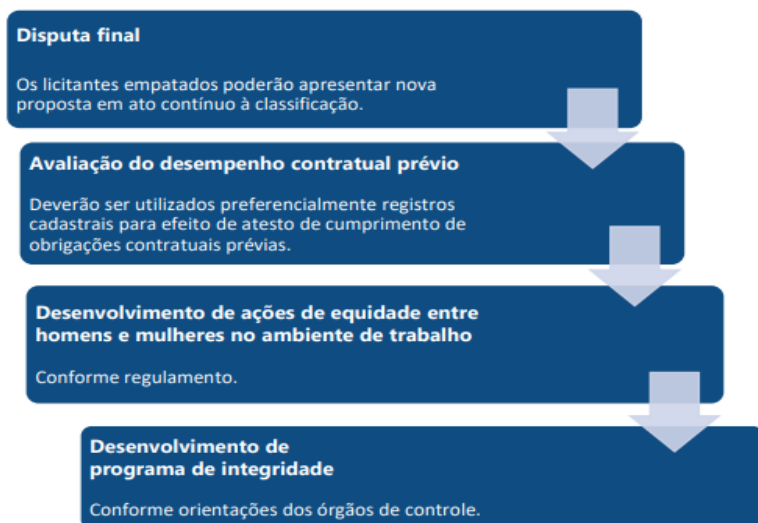 Disputa final
Os licitantes empatados poderão apresentar nova
proposta em ato contínuo à classificação.
Avaliação do desempenho contratual prévio
Deverão ser utilizados preferencialmente registros
cadastrais para efeito de atesto de cumprimento de
obrigações contratuais prévias.
Desenvolvimento de ações de equidade entre
homens e mulheres no ambiente de trabalho
Conforme regulamento.
Desenvolvimento de
programa de integridade
Conforme orientações dos órgãos de controle.